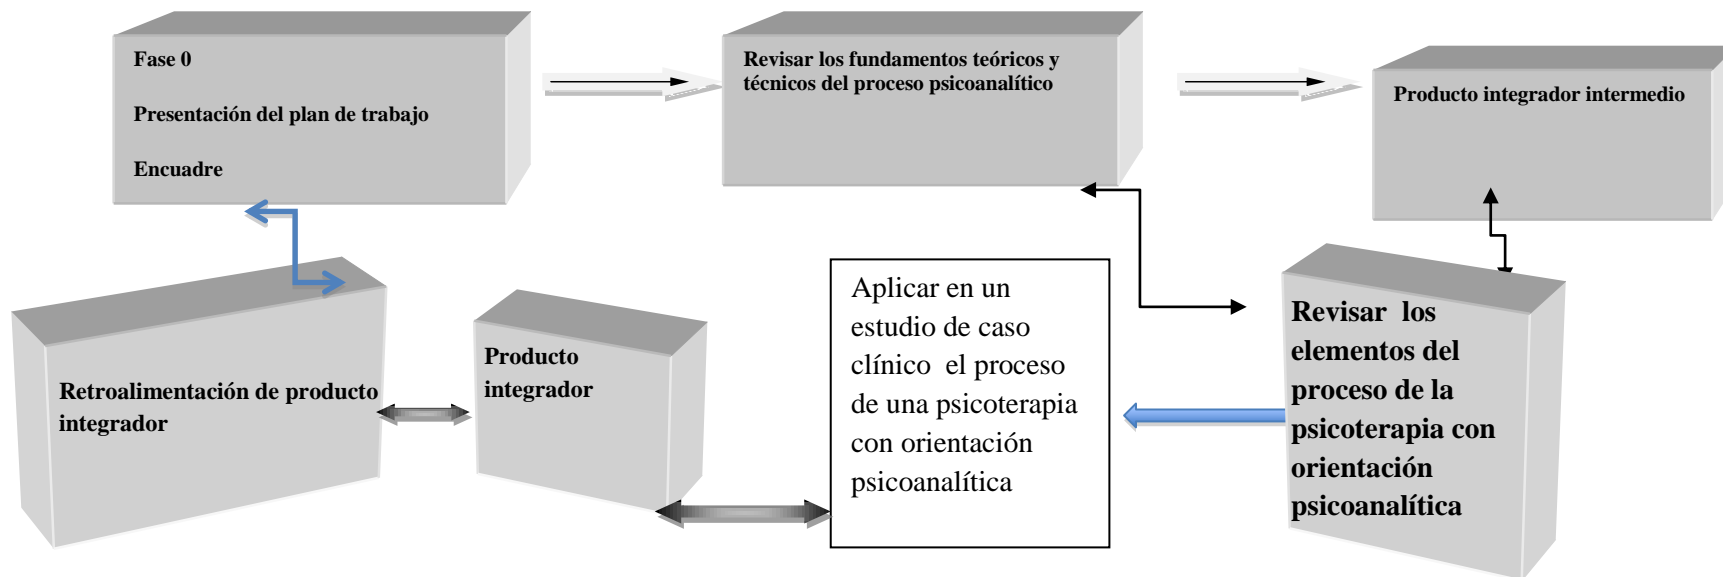 Fase 0
Presentación del plan de trabajo
Encuadre
Revisar los fundamentos teóricos y
técnicos del proceso psicoanalítico
Producto integrador intermedio
Revisar los
elementos del
proceso de la
psicoterapia con
orientación
psicoanalítica
Aplicar en un
estudio de caso
clínico el proceso
de una psicoterapia
con orientación
psicoanalítica
Producto
integrador
Retroalimentación de producto
integrador